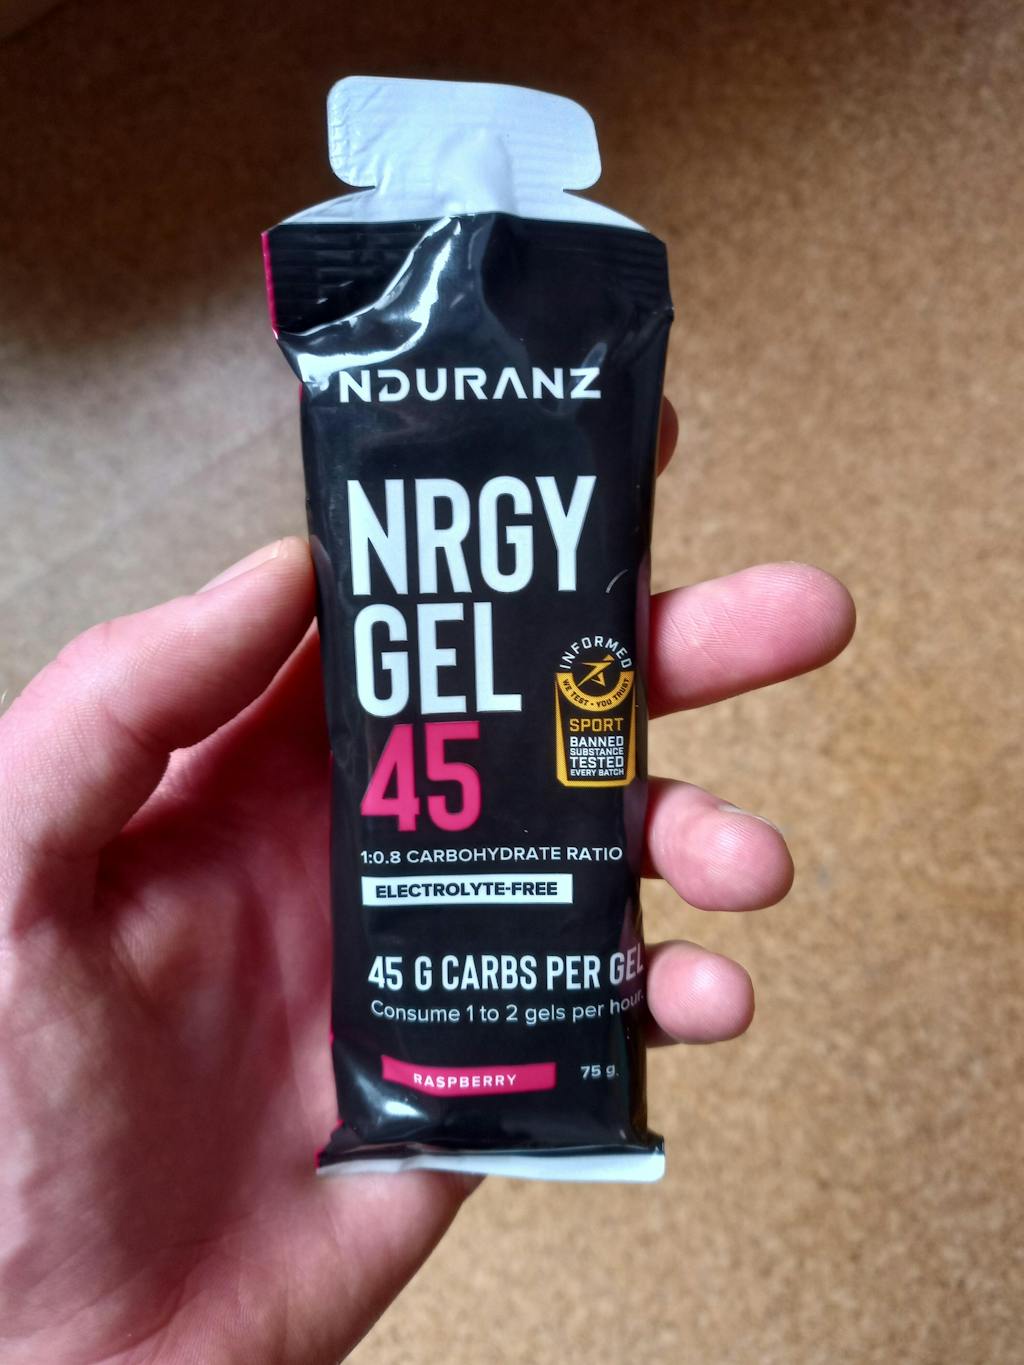 NDURANZ
NRGY
GEL
45
INFORMED
WE TEST • YOU TRUST
SPORT
BANNED
SUBSTANCE
TESTED
EVERY BATCH
1:0.8 CARBOHYDRATE RATIO
ELECTROLYTE-FREE
45 G CARBS PER GEL
Consume 1 to 2 gels per hour.
RASPBERRY
75 g